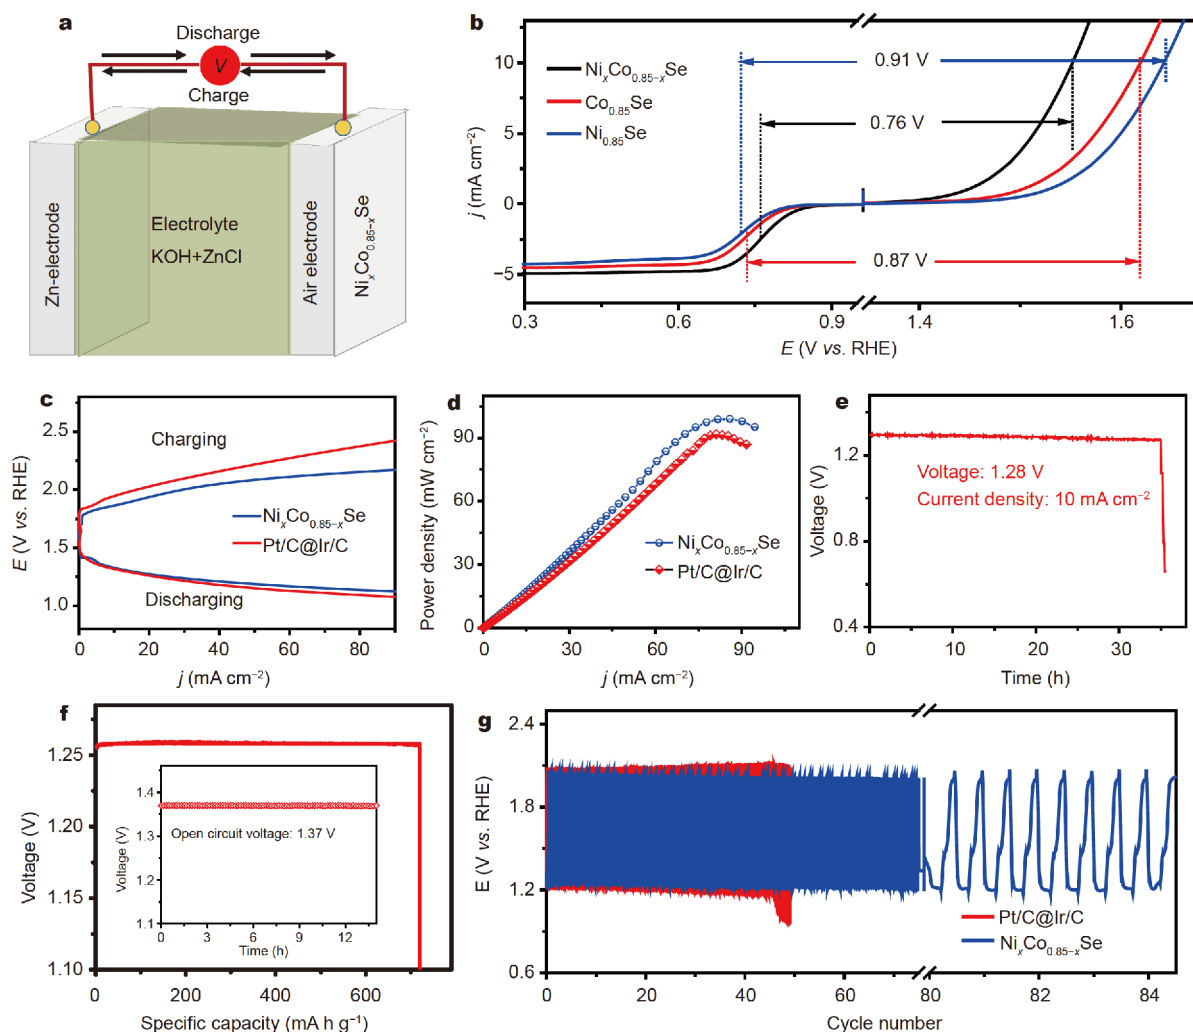 a
Discharge
V
Charge
Zn-electrode
Electrolyte
KOH+ZnCl
Air electrode
NiₓCo₀.₈₅₋ₓSe
b
NiₓCo₀.₈₅₋ₓSe
Co₀.₈₅Se
Ni₀.₈₅Se
0.91 V
0.76 V
0.87 V
10
5
0
−5
j (mA cm⁻²)
0.3
0.6
0.9
1.4
1.6
E (V vs. RHE)
c
Charging
NiₓCo₀.₈₅₋ₓSe
Pt/C@Ir/C
Discharging
2.5
2.0
1.5
1.0
E (V vs. RHE)
0
20
40
60
80
j (mA cm⁻²)
d
NiₓCo₀.₈₅₋ₓSe
Pt/C@Ir/C
90
60
30
0
Power density (mW cm⁻²)
0
30
60
90
j (mA cm⁻²)
e
Voltage: 1.28 V
Current density: 10 mA cm⁻²
1.2
0.8
0.4
Voltage (V)
0
10
20
30
Time (h)
f
1.25
1.20
1.15
1.10
Voltage (V)
0
200
400
600
Specific capacity (mA h g⁻¹)
Open circuit voltage: 1.37 V
1.4
1.3
1.2
1.1
Voltage (V)
0
3
6
9
12
Time (h)
g
2.4
1.8
1.2
0.6
E (V vs. RHE)
Pt/C@Ir/C
NiₓCo₀.₈₅₋ₓSe
0
20
40
60
80
82
84
Cycle number